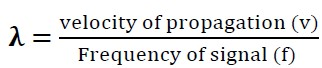 λ = velocity of propagation (v)
Frequency of signal (f)